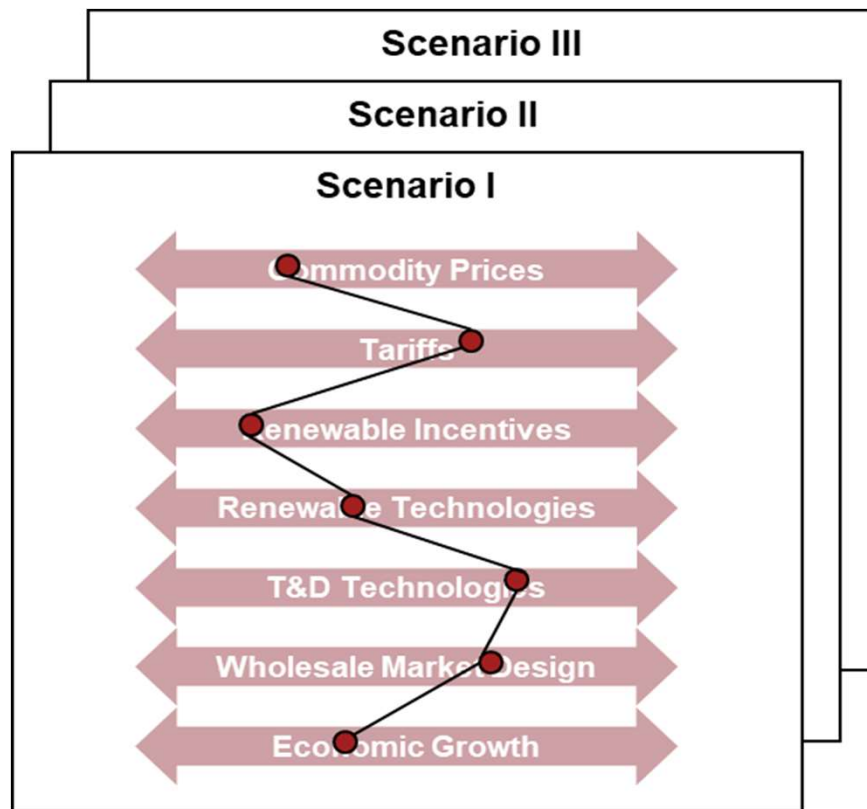 Scenario III
Scenario II
Scenario I
Commodity Prices
Tariffs
Renewable Incentives
Renewable Technologies
T&D Technologies
Wholesale Market Design
Economic Growth